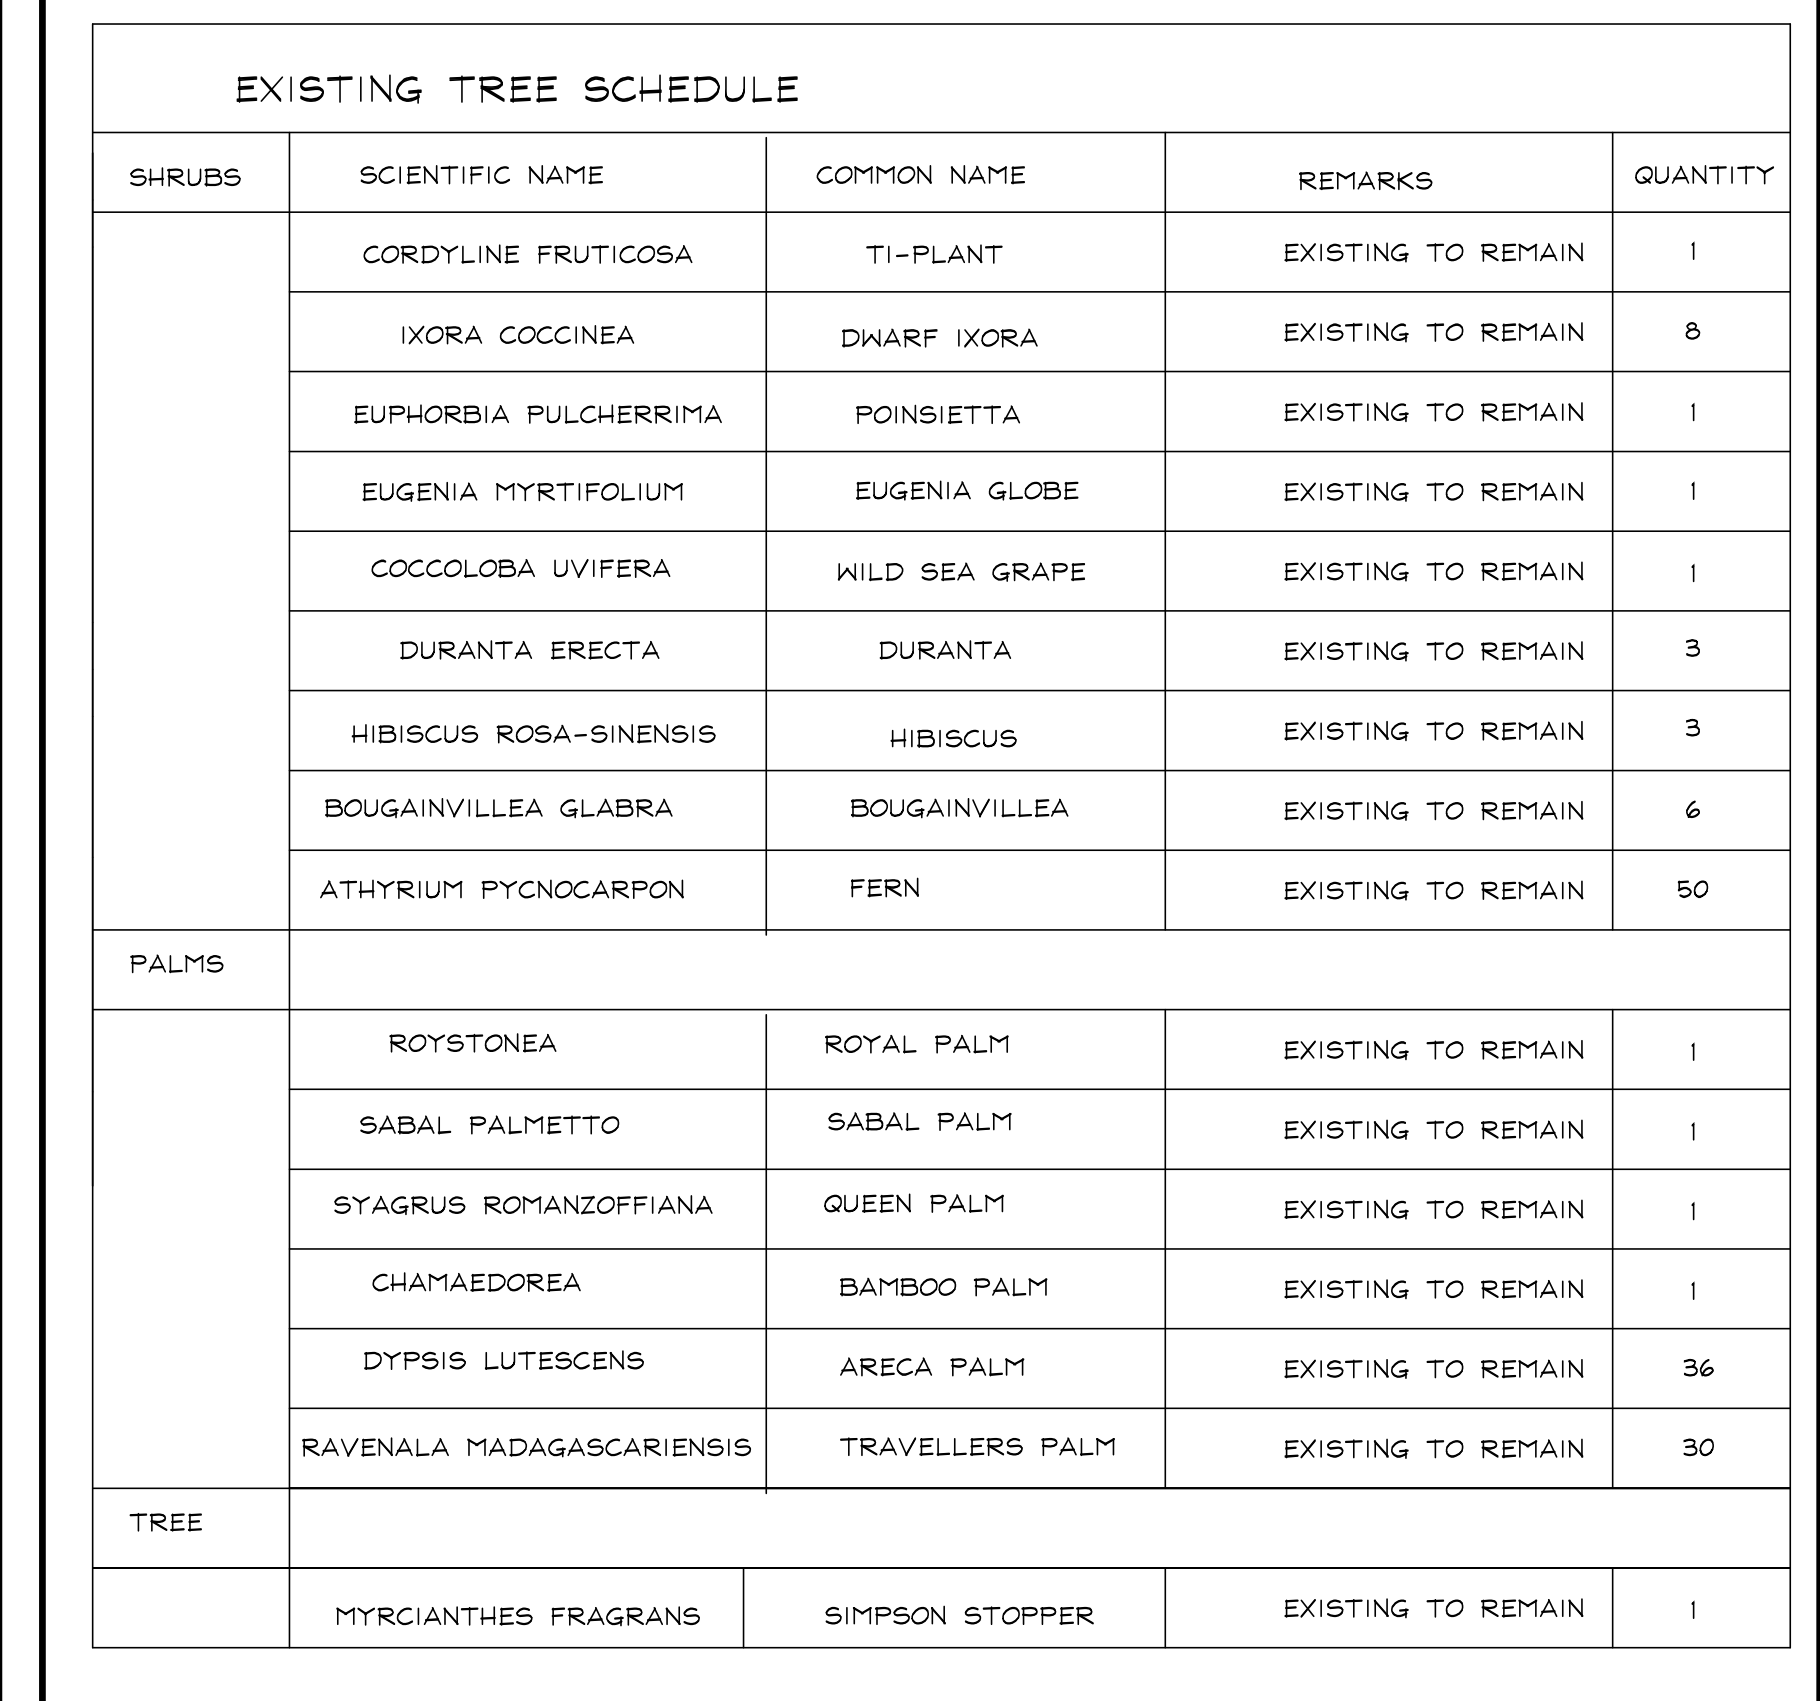 EXISTING TREE SCHEDULE
SHRUBS SCIENTIFIC NAME COMMON NAME REMARKS QUANTITY
CORDYLINE FRUTICOSA TI-PLANT EXISTING TO REMAIN 1
IXORA COCCINEA DWARF IXORA EXISTING TO REMAIN 8
EUPHORBIA PULCHERRIMA POINSIETTA EXISTING TO REMAIN 1
EUGENIA MYRTIFOLIUM EUGENIA GLOBE EXISTING TO REMAIN 1
COCCOLOBA UVIFERA WILD SEA GRAPE EXISTING TO REMAIN 1
DURANTA ERECTA DURANTA EXISTING TO REMAIN 3
HIBISCUS ROSA-SINENSIS HIBISCUS EXISTING TO REMAIN 3
BOUGAINVILLEA GLABRA BOUGAINVILLEA EXISTING TO REMAIN 6
ATHYRIUM PYCNOCARPON FERN EXISTING TO REMAIN 50
PALMS
ROYSTONEA ROYAL PALM EXISTING TO REMAIN 1
SABAL PALMETTO SABAL PALM EXISTING TO REMAIN 1
SYAGRUS ROMANZOFFIANA QUEEN PALM EXISTING TO REMAIN 1
CHAMAEDOREA BAMBOO PALM EXISTING TO REMAIN 1
DYPSIS LUTESCENS ARECA PALM EXISTING TO REMAIN 36
RAVENALA MADAGASCARIENSIS TRAVELLERS PALM EXISTING TO REMAIN 30
TREE
MYRCIANTHES FRAGRANS SIMPSON STOPPER EXISTING TO REMAIN 1